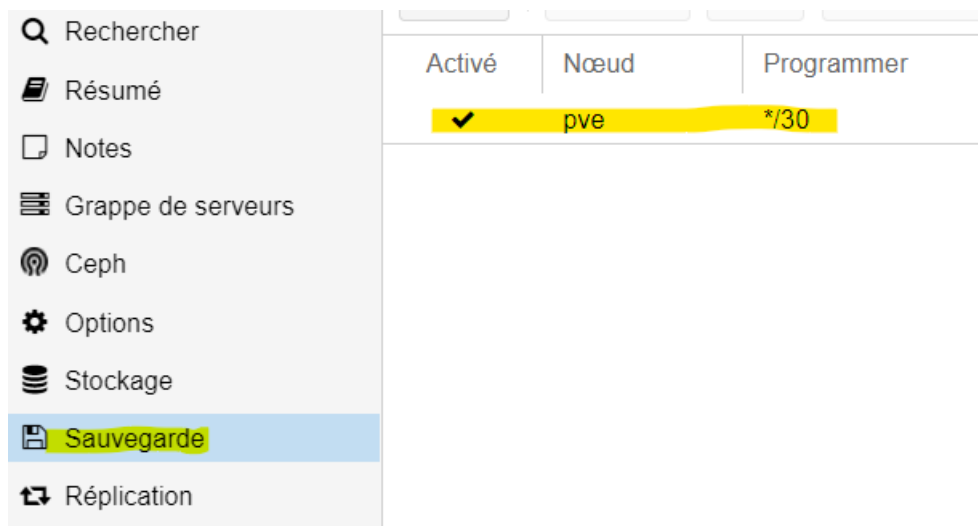 Rechercher
Résumé
Notes
Grappe de serveurs
Ceph
Options
Stockage
Sauvegarde
Réplication
Activé Nœud Programmer
pve */30